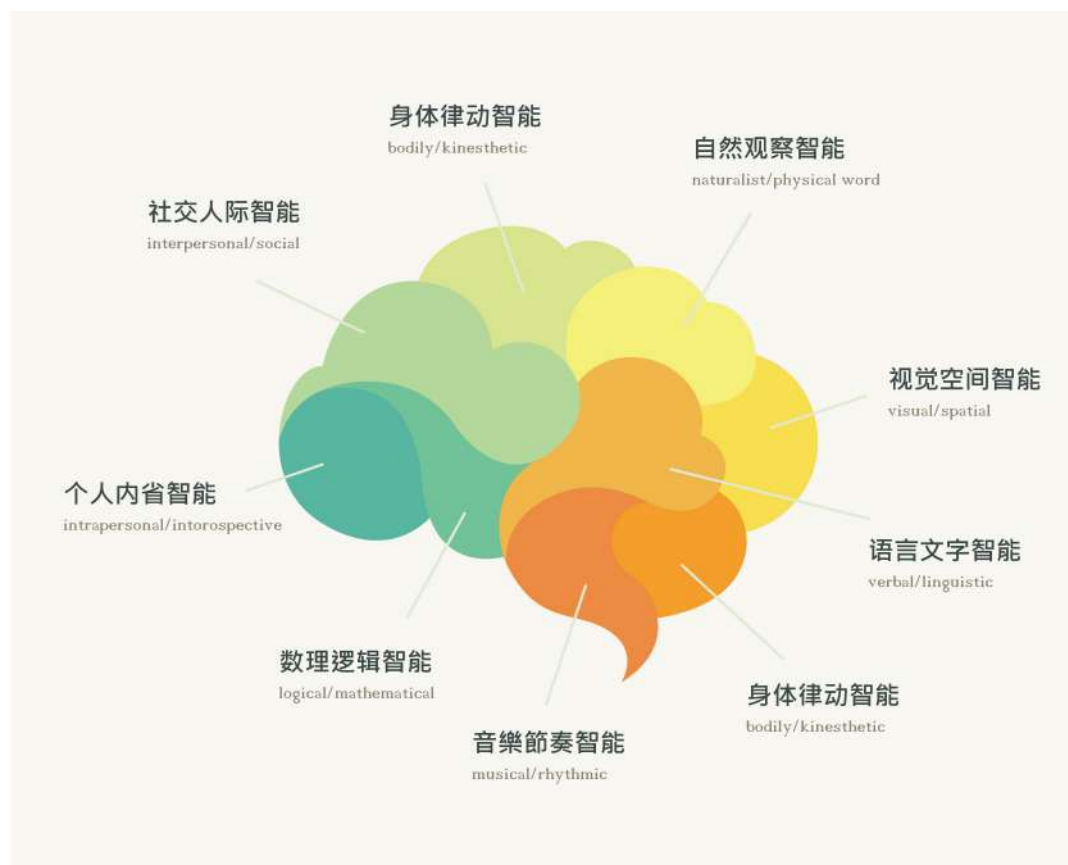 身体律动智能
bodily/kinesthetic
自然观察智能
naturalist/physical word
社交人际智能
interpersonal/social
视觉空间智能
visual/spatial
个人内省智能
intrapersonal/intorospective
语言文字智能
verbal/linguistic
数理逻辑智能
logical/mathematical
身体律动智能
bodily/kinesthetic
音樂節奏智能
musical/rhythmic